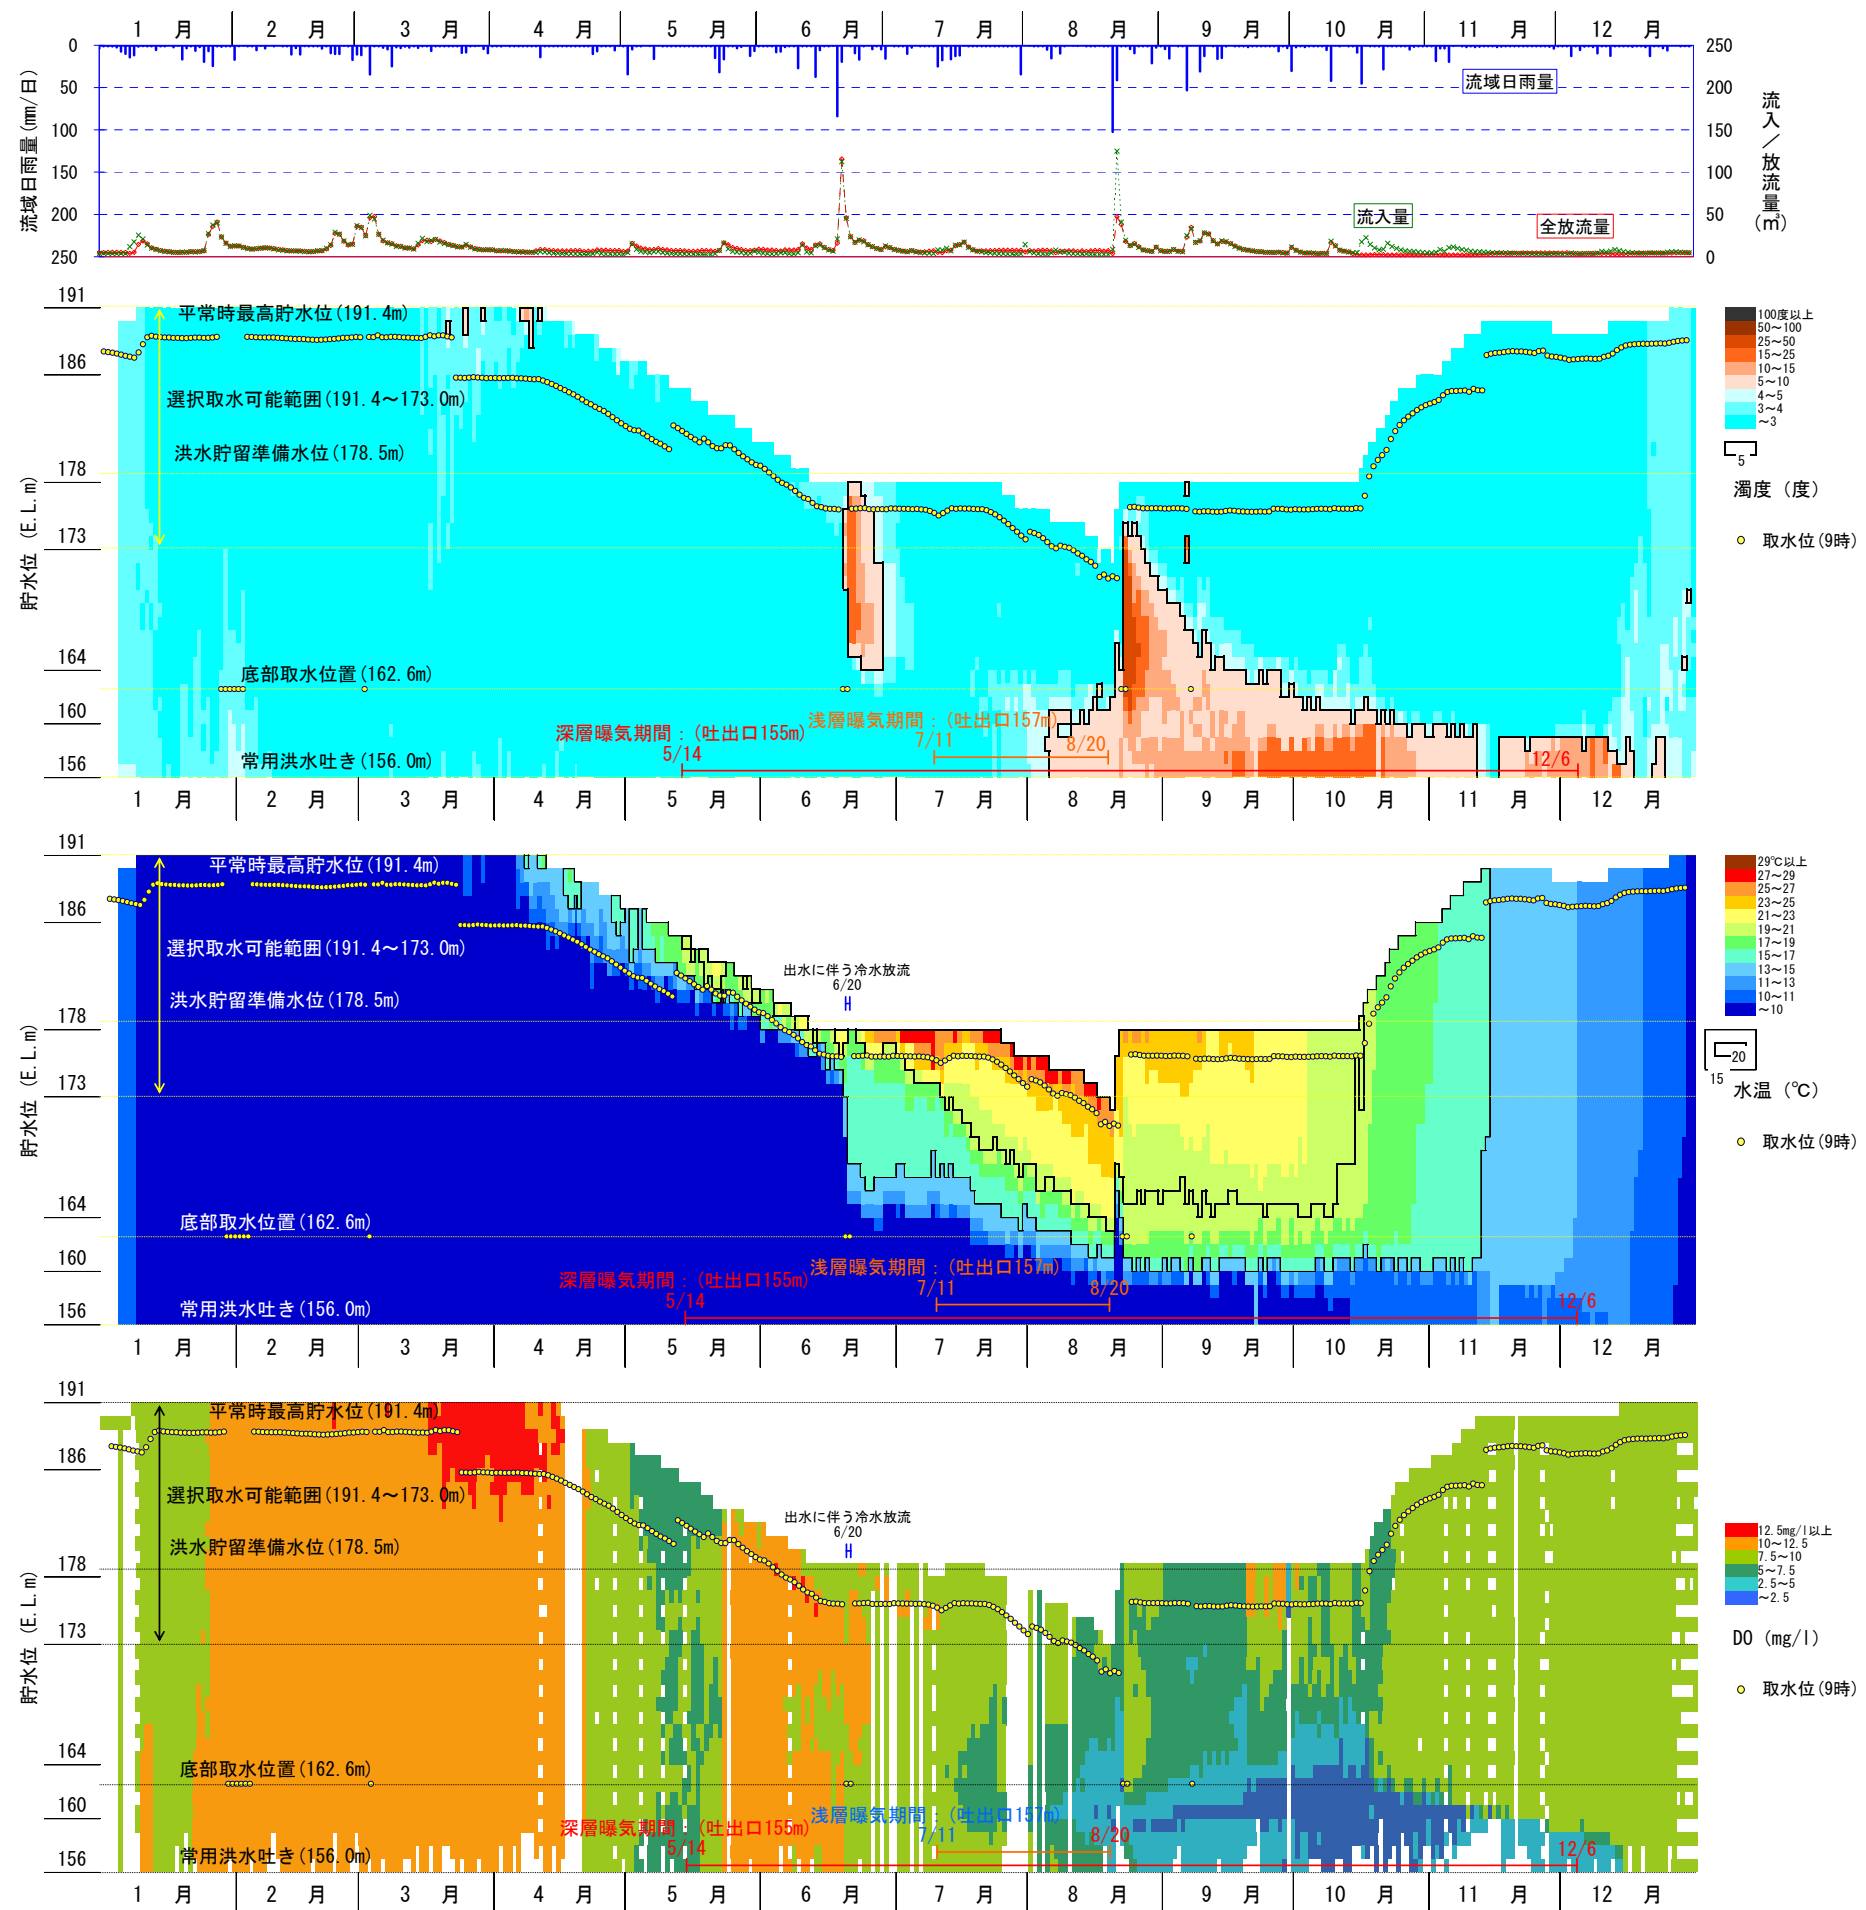 1 月 2 月 3 月 4 月 5 月 6 月 7 月 8 月 9 月 10 月 11 月 12 月
流域日雨量(mm/日)
0
50
100
150
200
250
250
200
150
100
50
0
流入／放流量(m³)
流域日雨量
流入量
全放流量
貯水位 (E.L.m)
191
186
178
173
164
160
156
平常時最高貯水位(191.4m)
選択取水可能範囲(191.4～173.0m)
洪水貯留準備水位(178.5m)
底部取水位置(162.6m)
常用洪水吐き(156.0m)
深層曝気期間：(吐出口155m)
5/14
浅層曝気期間：(吐出口157m)
7/11
8/20
12/6
100度以上
50～100
25～50
15～25
10～15
5～10
4～5
3～4
～3
5
濁度（度）
取水位(9時)
1 月 2 月 3 月 4 月 5 月 6 月 7 月 8 月 9 月 10 月 11 月 12 月
貯水位 (E.L.m)
191
186
178
173
164
160
156
平常時最高貯水位(191.4m)
選択取水可能範囲(191.4～173.0m)
洪水貯留準備水位(178.5m)
出水に伴う冷水放流
6/20
底部取水位置(162.6m)
常用洪水吐き(156.0m)
深層曝気期間：(吐出口155m)
5/14
浅層曝気期間：(吐出口157m)
7/11
8/20
12/6
29℃以上
27～29
25～27
23～25
21～23
19～21
17～19
15～17
13～15
11～13
10～11
～10
20
15
水温（℃）
取水位(9時)
1 月 2 月 3 月 4 月 5 月 6 月 7 月 8 月 9 月 10 月 11 月 12 月
貯水位 (E.L.m)
191
186
178
173
164
160
156
平常時最高貯水位(191.4m)
選択取水可能範囲(191.4～173.0m)
洪水貯留準備水位(178.5m)
出水に伴う冷水放流
6/20
底部取水位置(162.6m)
常用洪水吐き(156.0m)
深層曝気期間：(吐出口155m)
5/14
浅層曝気期間：(吐出口157m)
7/11
8/20
12/6
12.5mg/l以上
10～12.5
7.5～10
5～7.5
2.5～5
～2.5
DO (mg/l)
取水位(9時)
1 月 2 月 3 月 4 月 5 月 6 月 7 月 8 月 9 月 10 月 11 月 12 月